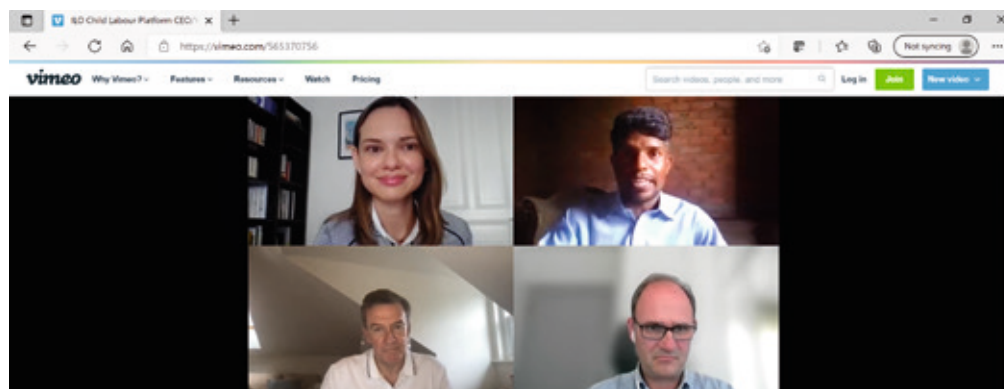 ILO Child Labour Platform CEO/
https://vimeo.com/565370756
Not syncing
vimeo Why Vimeo? Features Resources Watch Pricing Search videos, people, and more Log in Join New video